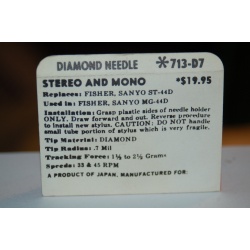 DIAMOND NEEDLE *713-D7
STEREO AND MONO *$19.95
Replaces: FISHER, SANYO ST-44D
Used in: FISHER, SANYO MG-44D
Installation: Grasp plastic sides of needle holder
ONLY. Draw forward and out. Reverse procedure
to install new stylus. CAUTION: DO NOT handle
small tube portion of stylus which is very fragile.
Tip Material: DIAMOND
Tip Radius: .7 Mil
Tracking Force: 1½ to 2½ Grams
Speeds: 33 & 45 RPM
A PRODUCT OF JAPAN, MANUFACTURED FOR: